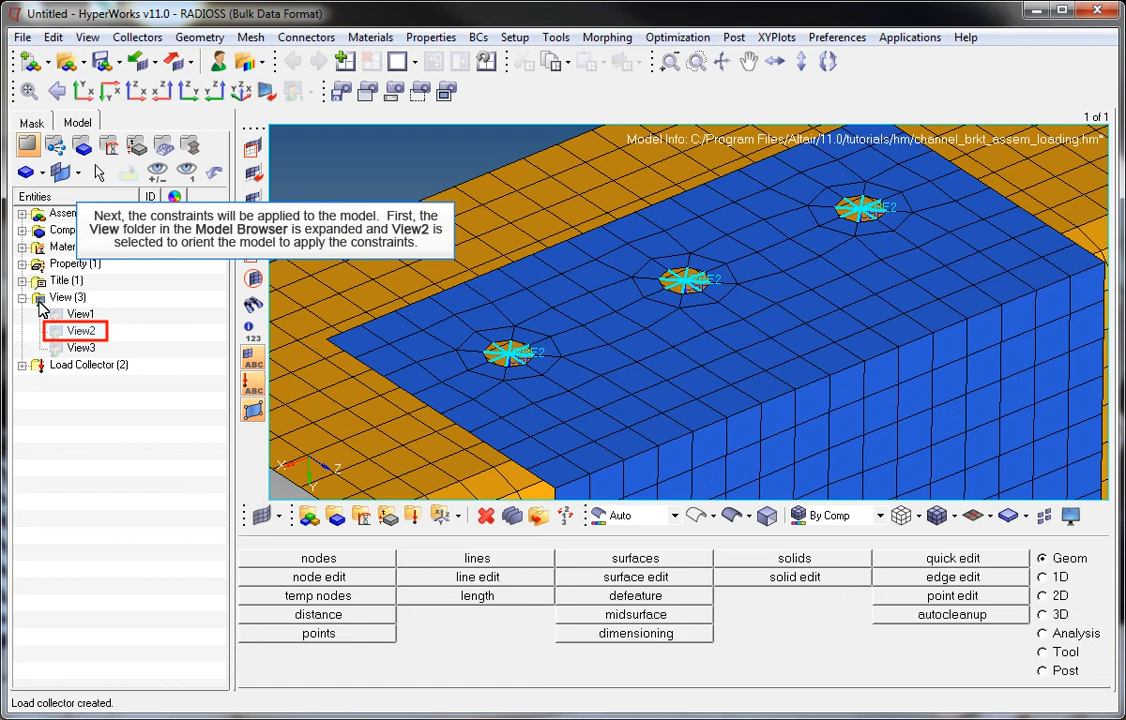 Untitled - HyperWorks v11.0 - RADIOSS (Bulk Data Format)
File Edit View Collectors Geometry Mesh Connectors Materials Properties BCs Setup Tools Morphing Optimization Post XYPlots Preferences Applications Help
Mask Model
1 of 1
Model Info: C:/Program Files/Altair/11.0/tutorials/hm/channel_brkt_assem_loading.hm*
Entities ID
Next, the constraints will be applied to the model. First, the
View folder in the Model Browser is expanded and View2 is
selected to orient the model to apply the constraints.
Property (1)
Title (1)
View (3)
View1
View2
View3
Load Collector (2)
123
ABC
ABC
X Y Z
Auto By Comp
nodes lines surfaces solids quick edit Geom
node edit line edit surface edit solid edit edge edit 1D
temp nodes length defeature point edit 2D
distance midsurface autocleanup 3D
points dimensioning Analysis
Tool
Post
Load collector created.